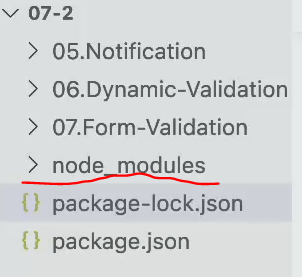 07-2
05.Notification
06.Dynamic-Validation
07.Form-Validation
node_modules
{} package-lock.json
{} package.json